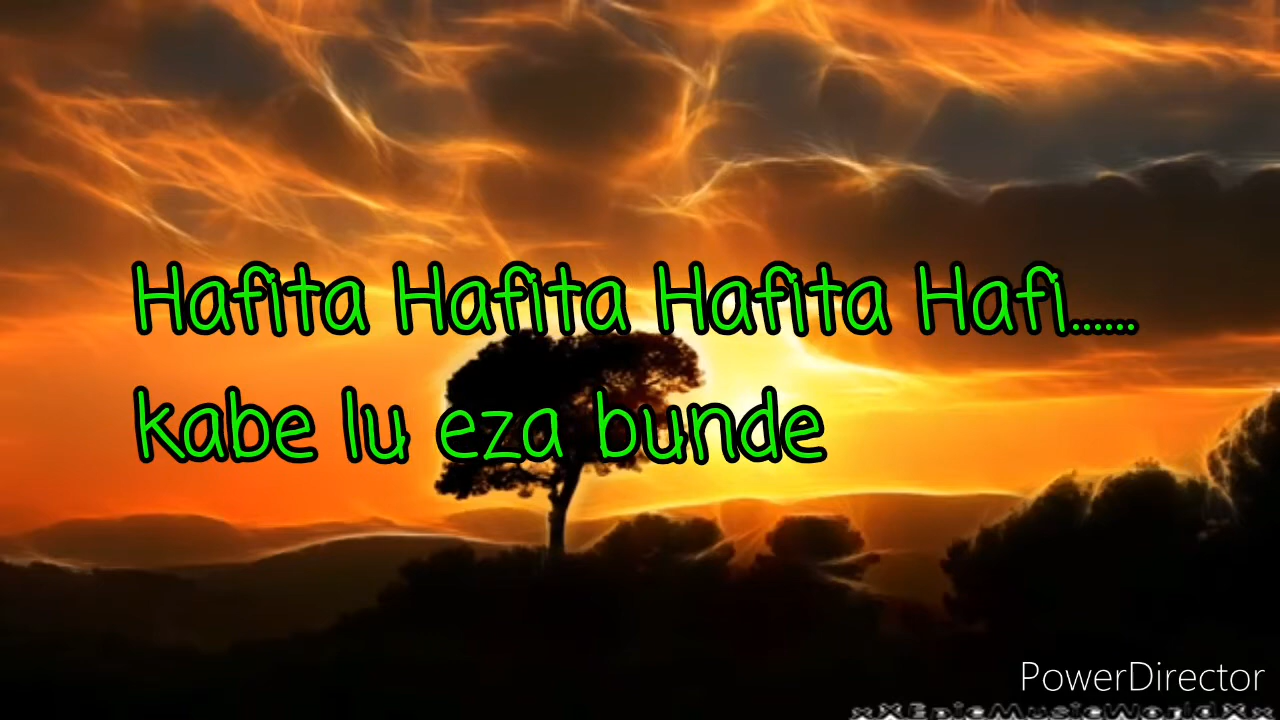 Hafita Hafita Hafita Hafi......
kabe lu eza bunde
PowerDirector
xXEpicMusicWorldXx